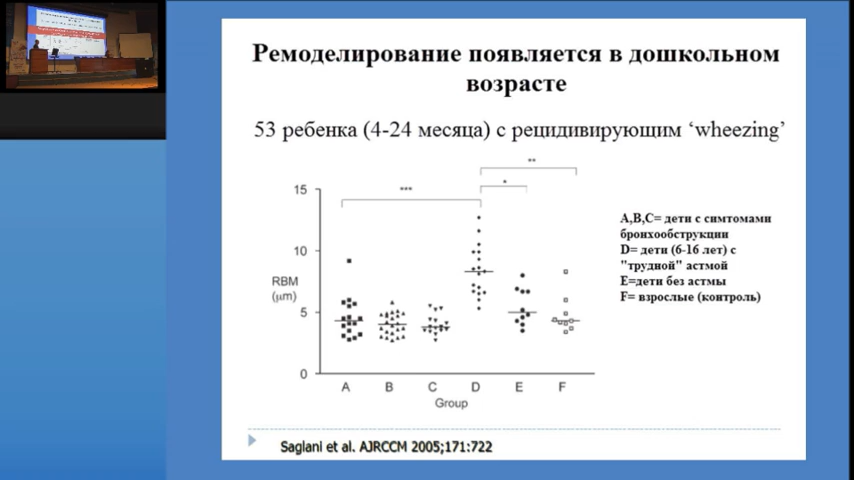 Ремоделирование появляется в дошкольном
возрасте
53 ребенка (4-24 месяца) с рецидивирующим ‘wheezing’
**
*
***
15
10
5
0
RBM
(μm)
A B C D E F
Group
A,B,C= дети с симтомами
бронхообструкции
D= дети (6-16 лет) с
"трудной" астмой
E=дети без астмы
F= взрослые (контроль)
Saglani et al. AJRCCM 2005;171:722